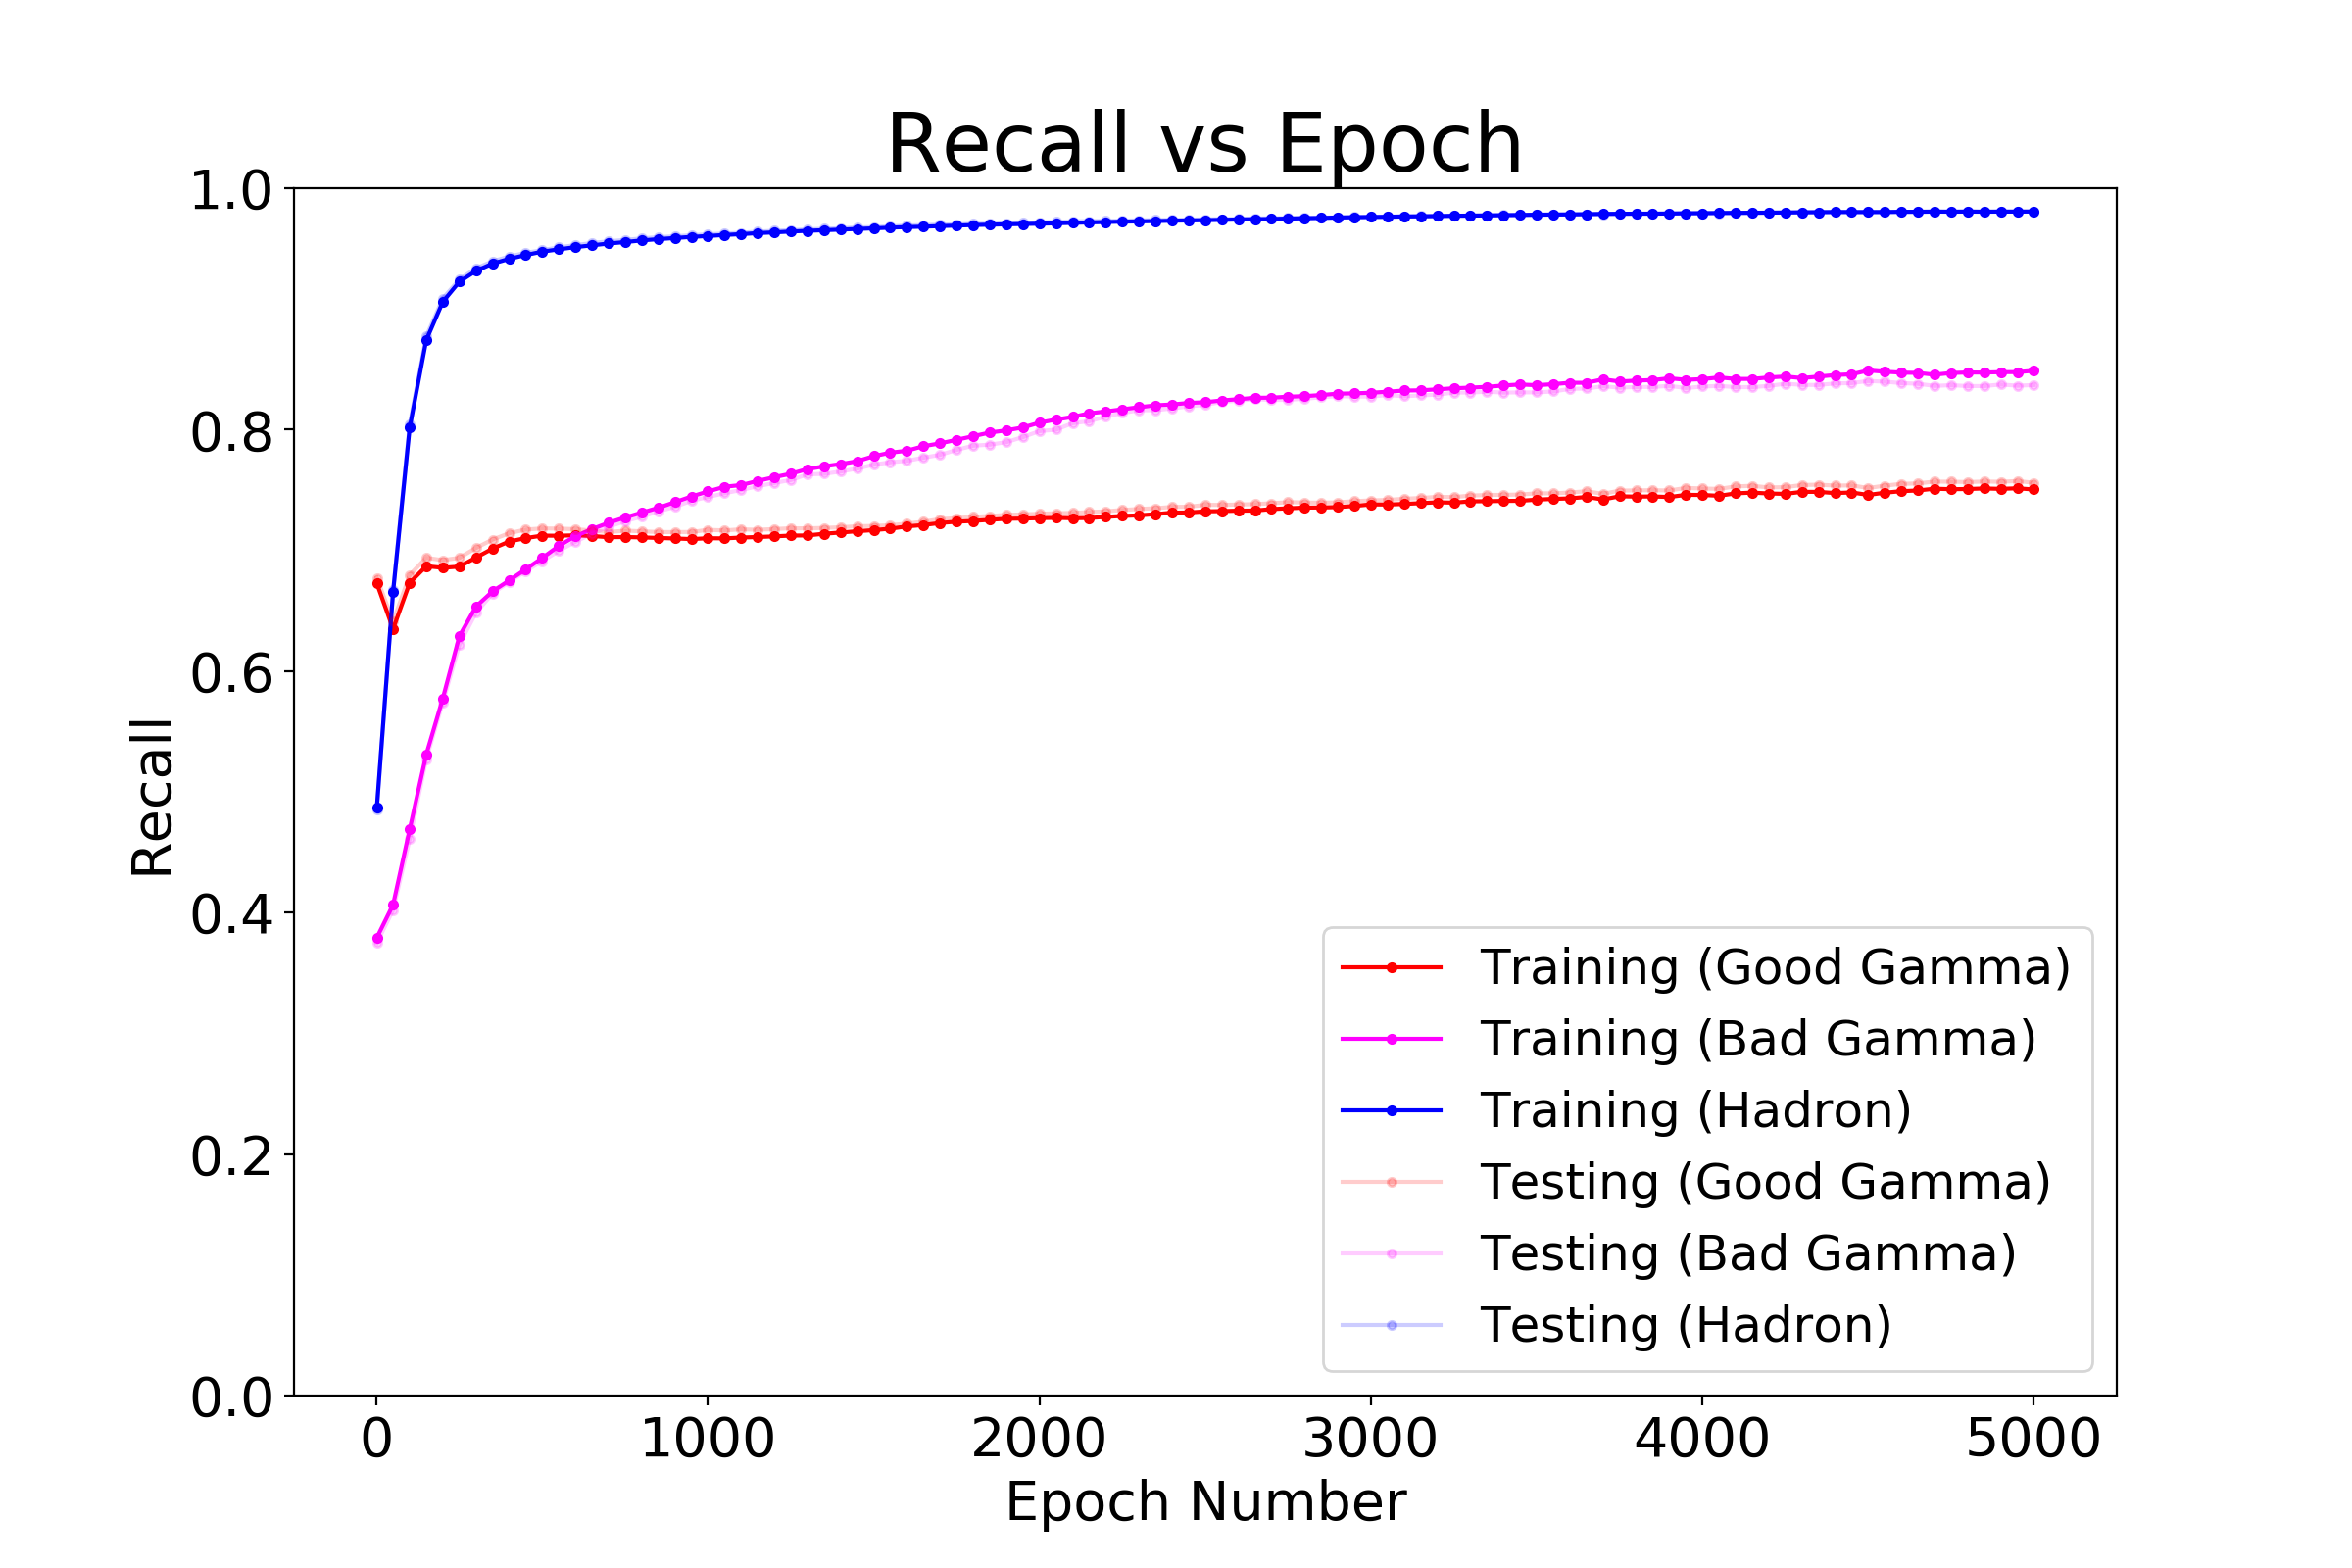 Recall vs Epoch
1.0
0.8
0.6
0.4
0.2
0.0
Recall
0 1000 2000 3000 4000 5000
Epoch Number
Training (Good Gamma)
Training (Bad Gamma)
Training (Hadron)
Testing (Good Gamma)
Testing (Bad Gamma)
Testing (Hadron)